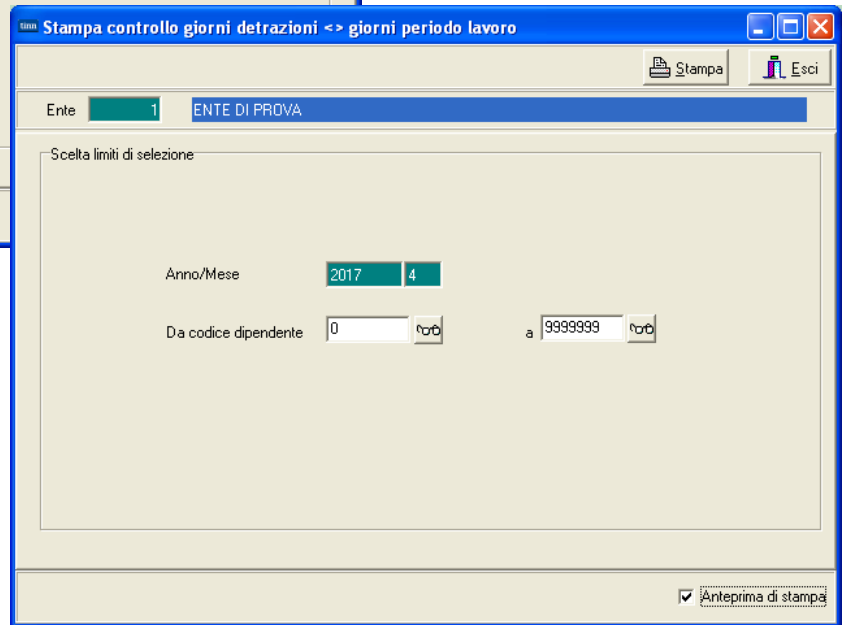 tinn Stampa controllo giorni detrazioni <> giorni periodo lavoro
Stampa Esci
Ente 1 ENTE DI PROVA
Scelta limiti di selezione
Anno/Mese 2017 4
Da codice dipendente 0 a 9999999
Anteprima di stampa